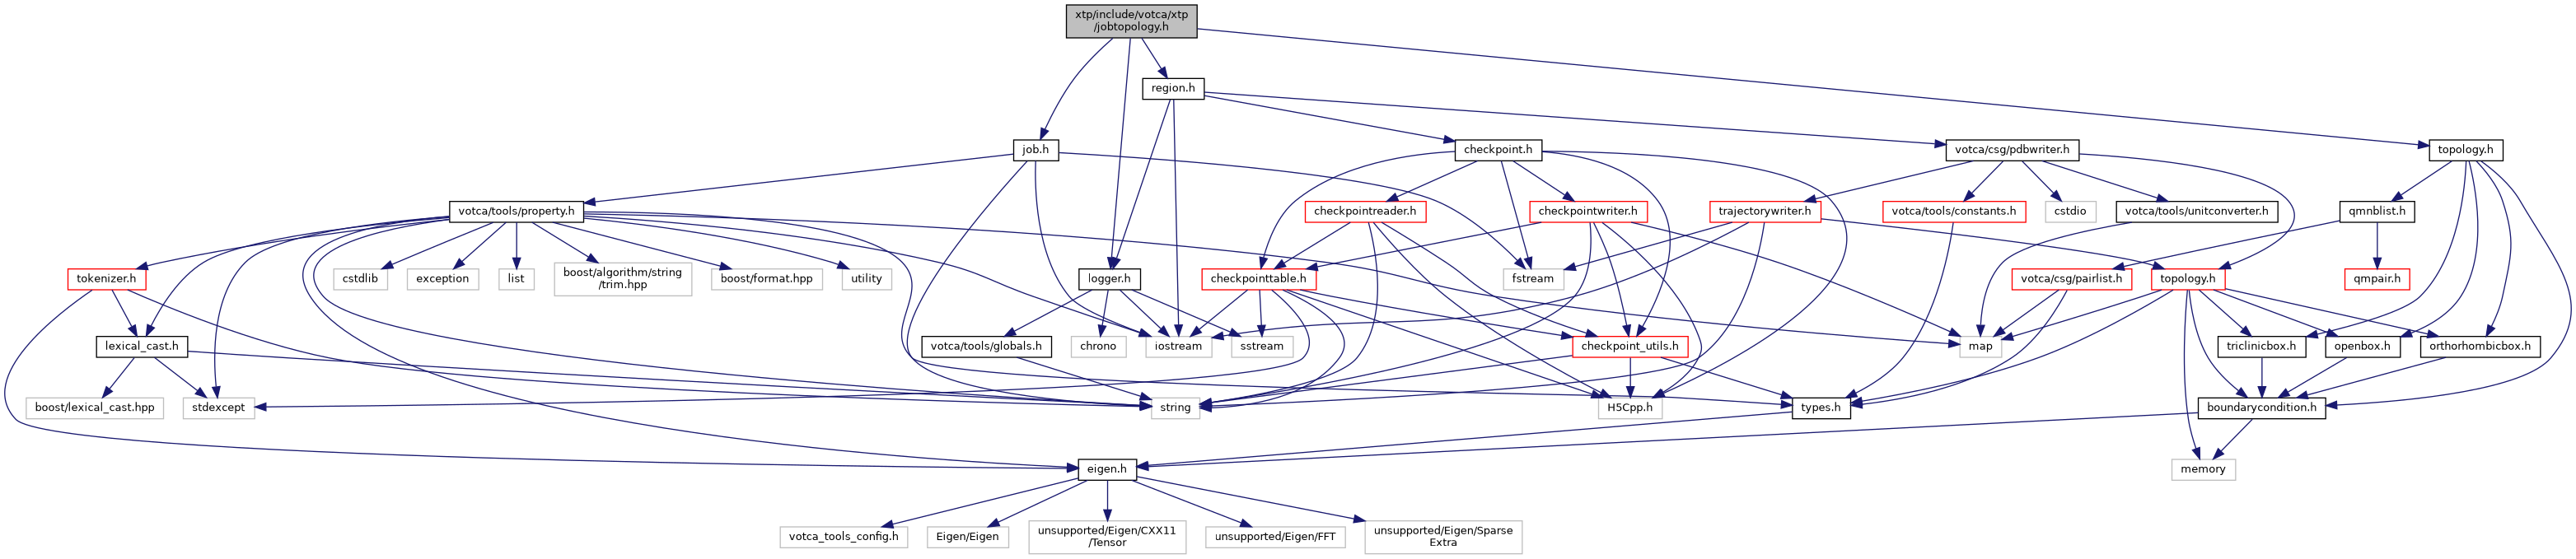 xtp/include/votca/xtp
/jobtopology.h
region.h
job.h
checkpoint.h
votca/csg/pdbwriter.h
topology.h
votca/tools/property.h
checkpointreader.h
checkpointwriter.h
trajectorywriter.h
votca/tools/constants.h
cstdio
votca/tools/unitconverter.h
qmnblist.h
tokenizer.h
cstdlib
exception
list
boost/algorithm/string
/trim.hpp
boost/format.hpp
utility
logger.h
checkpointtable.h
fstream
votca/csg/pairlist.h
topology.h
qmpair.h
lexical_cast.h
votca/tools/globals.h
chrono
iostream
sstream
checkpoint_utils.h
map
triclinicbox.h
openbox.h
orthorhombicbox.h
boost/lexical_cast.hpp
stdexcept
string
H5Cpp.h
types.h
boundarycondition.h
eigen.h
memory
votca_tools_config.h
Eigen/Eigen
unsupported/Eigen/CXX11
/Tensor
unsupported/Eigen/FFT
unsupported/Eigen/Sparse
Extra